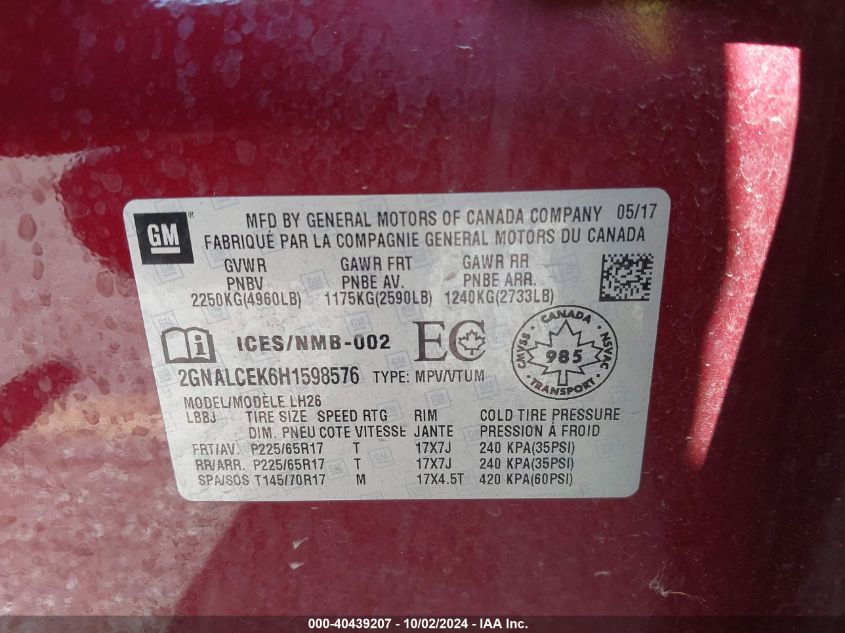 GM
MFD BY GENERAL MOTORS OF CANADA COMPANY 05/17
FABRIQUÉ PAR LA COMPAGNIE GENERAL MOTORS DU CANADA
GVWR GAWR FRT GAWR RR
PNBV PNBE AV. PNBE ARR.
2250KG(4960LB) 1175KG(2590LB) 1240KG(2733LB)
ICES/NMB-002 EC
CANADA
CMVSS 985 NSVAC
TRANSPORT
2GNALCEK6H1598576 TYPE: MPV/VTUM
MODEL/MODÈLE LH26
LBBJ TIRE SIZE SPEED RTG RIM COLD TIRE PRESSURE
DIM. PNEU COTE VITESSE JANTE PRESSION À FROID
FRT/AV. P225/65R17 T 17X7J 240 KPA(35PSI)
RR/ARR. P225/65R17 T 17X7J 240 KPA(35PSI)
SPA/SOS T145/70R17 M 17X4.5T 420 KPA(60PSI)
000-40439207 - 10/02/2024 - IAA Inc.